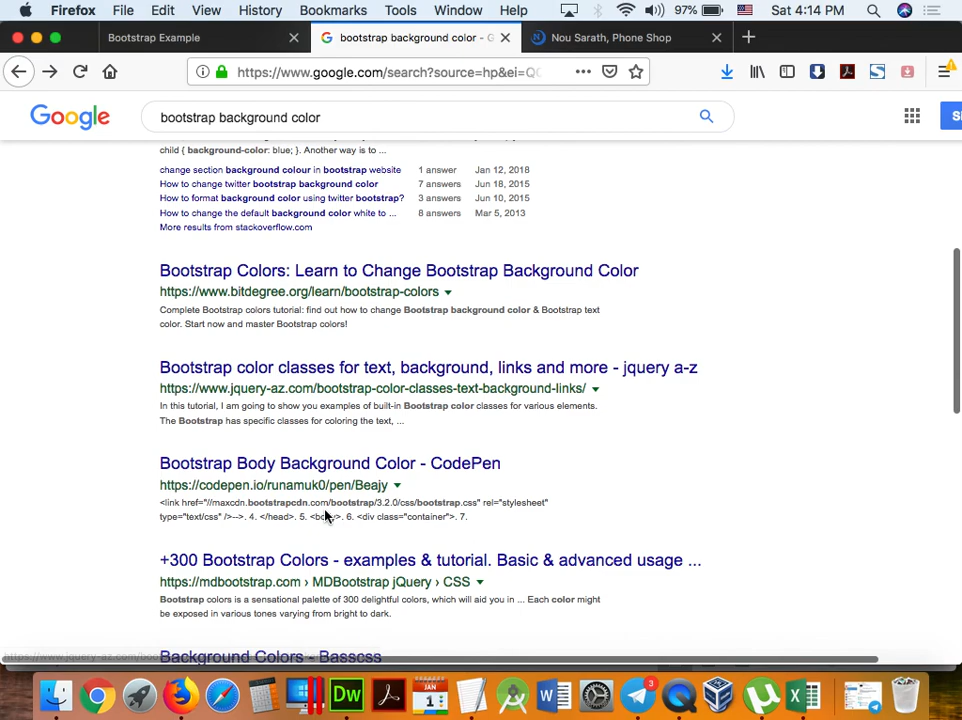 Firefox File Edit View History Bookmarks Tools Window Help 97% Sat 4:14 PM
Bootstrap Example
bootstrap background color - G
Nou Sarath, Phone Shop
https://www.google.com/search?source=hp&ei=
Google
bootstrap background color
child { background-color: blue; }. Another way is to ...
change section background colour in bootstrap website 1 answer Jan 12, 2018
How to change twitter bootstrap background color 7 answers Jun 18, 2015
How to format background color using twitter bootstrap? 3 answers Jun 10, 2015
How to change the default background color white to ... 8 answers Mar 5, 2013
More results from stackoverflow.com
Bootstrap Colors: Learn to Change Bootstrap Background Color
https://www.bitdegree.org/learn/bootstrap-colors
Complete Bootstrap colors tutorial: find out how to change Bootstrap background color & Bootstrap text
color. Start now and master Bootstrap colors!
Bootstrap color classes for text, background, links and more - jquery a-z
https://www.jquery-az.com/bootstrap-color-classes-text-background-links/
In this tutorial, I am going to show you examples of built-in Bootstrap color classes for various elements.
The Bootstrap has specific classes for coloring the text, ...
Bootstrap Body Background Color - CodePen
https://codepen.io/runamuk0/pen/Beajy
<link href="//maxcdn.bootstrapcdn.com/bootstrap/3.2.0/css/bootstrap.css" rel="stylesheet"
type="text/css" />-->. 4. </head>. 5. <body>. 6. <div class="container">. 7.
+300 Bootstrap Colors - examples & tutorial. Basic & advanced usage ...
https://mdbootstrap.com › MDBootstrap jQuery › CSS
Bootstrap colors is a sensational palette of 300 delightful colors, which will aid you in ... Each color might
be exposed in various tones varying from bright to dark.
Background Colors - Basscss
https://www.jquery-az.com/boo
Dw
JAN
1
W
3
X